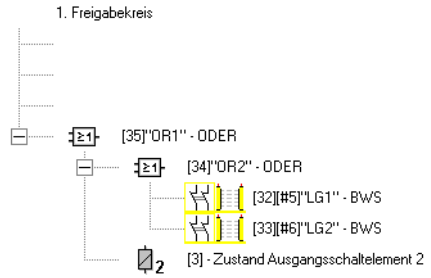 1. Freigabekreis
≥1 [35]"OR1" - ODER
≥1 [34]"OR2" - ODER
[32][#5]"LG1" - BWS
[33][#6]"LG2" - BWS
2 [3] - Zustand Ausgangsschaltelement 2